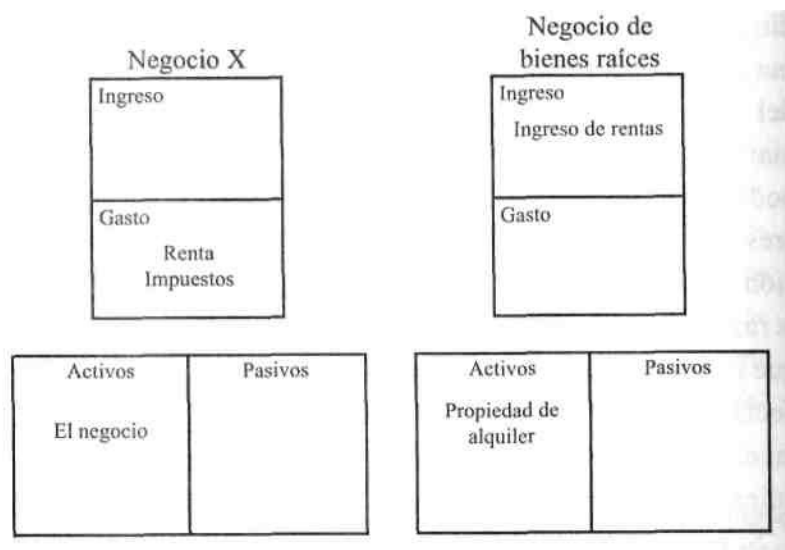 Negocio X
Ingreso
Gasto
Renta
Impuestos
Activos
Pasivos
El negocio
Negocio de
bienes raíces
Ingreso
Ingreso de rentas
Gasto
Activos
Pasivos
Propiedad de
alquiler